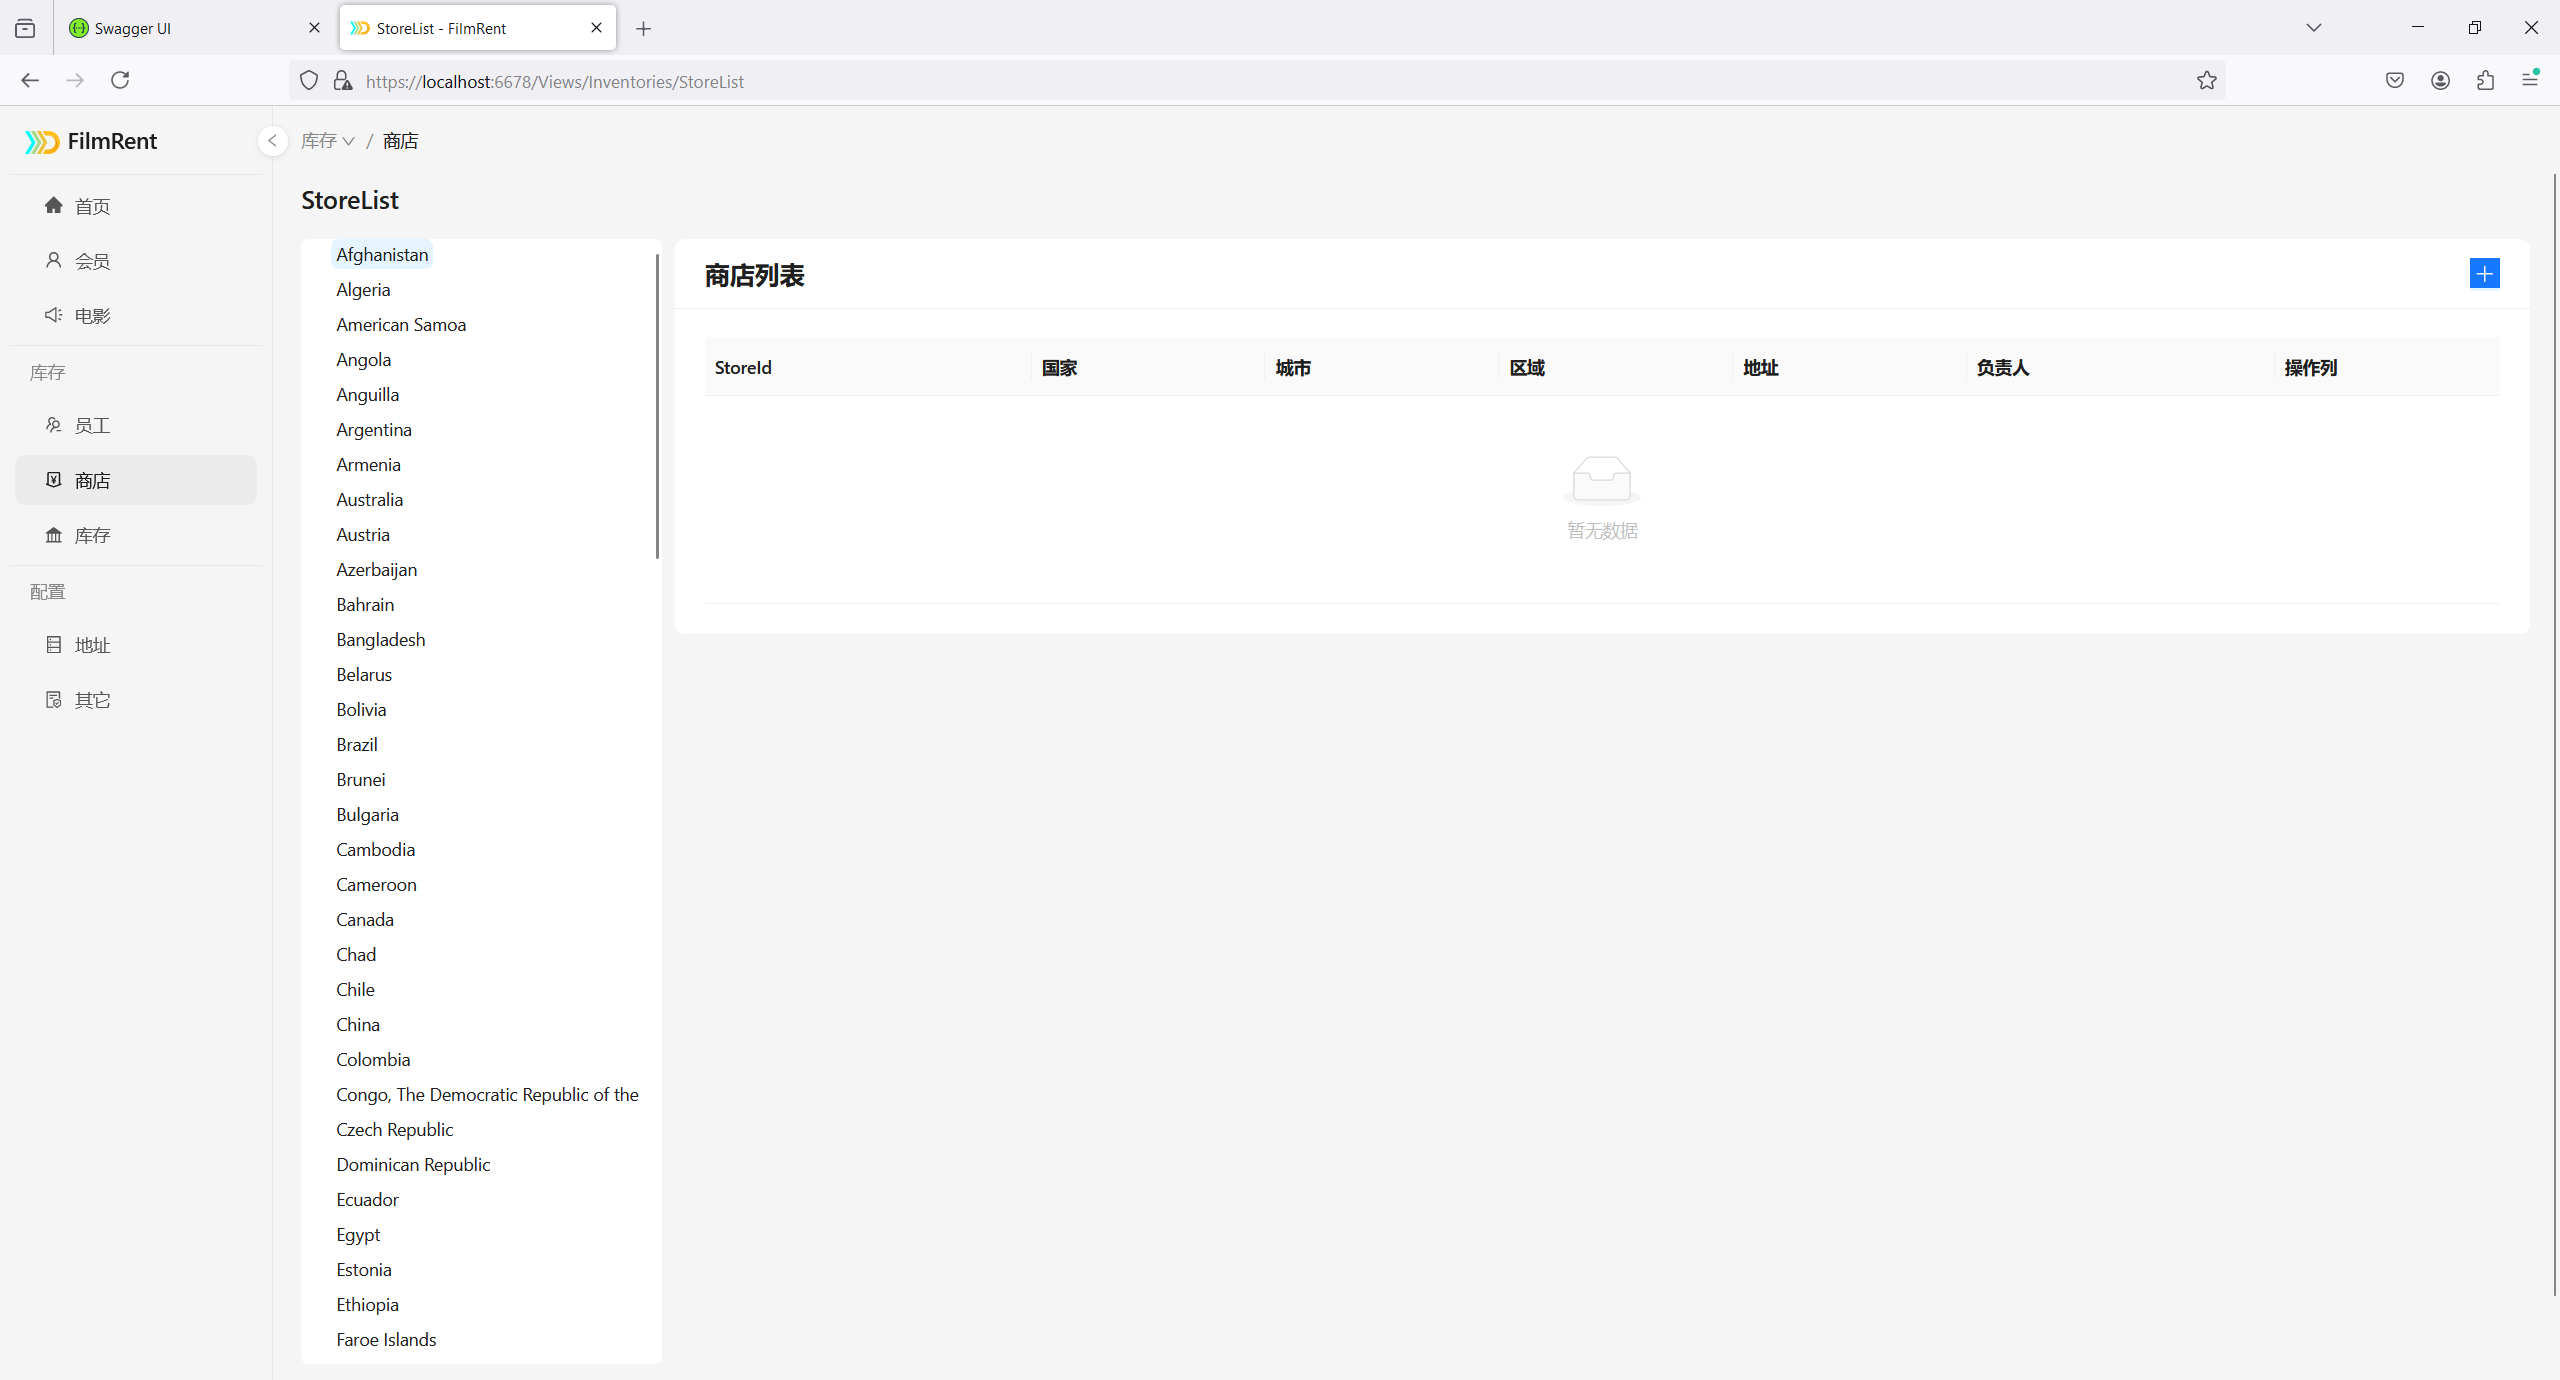 Swagger UI
StoreList - FilmRent
https://localhost:6678/Views/Inventories/StoreList
FilmRent
首页
会员
电影
库存
员工
商店
库存
配置
地址
其它
库存 / 商店
StoreList
Afghanistan
Algeria
American Samoa
Angola
Anguilla
Argentina
Armenia
Australia
Austria
Azerbaijan
Bahrain
Bangladesh
Belarus
Bolivia
Brazil
Brunei
Bulgaria
Cambodia
Cameroon
Canada
Chad
Chile
China
Colombia
Congo, The Democratic Republic of the
Czech Republic
Dominican Republic
Ecuador
Egypt
Estonia
Ethiopia
Faroe Islands
商店列表
StoreId 国家 城市 区域 地址 负责人 操作列
暂无数据